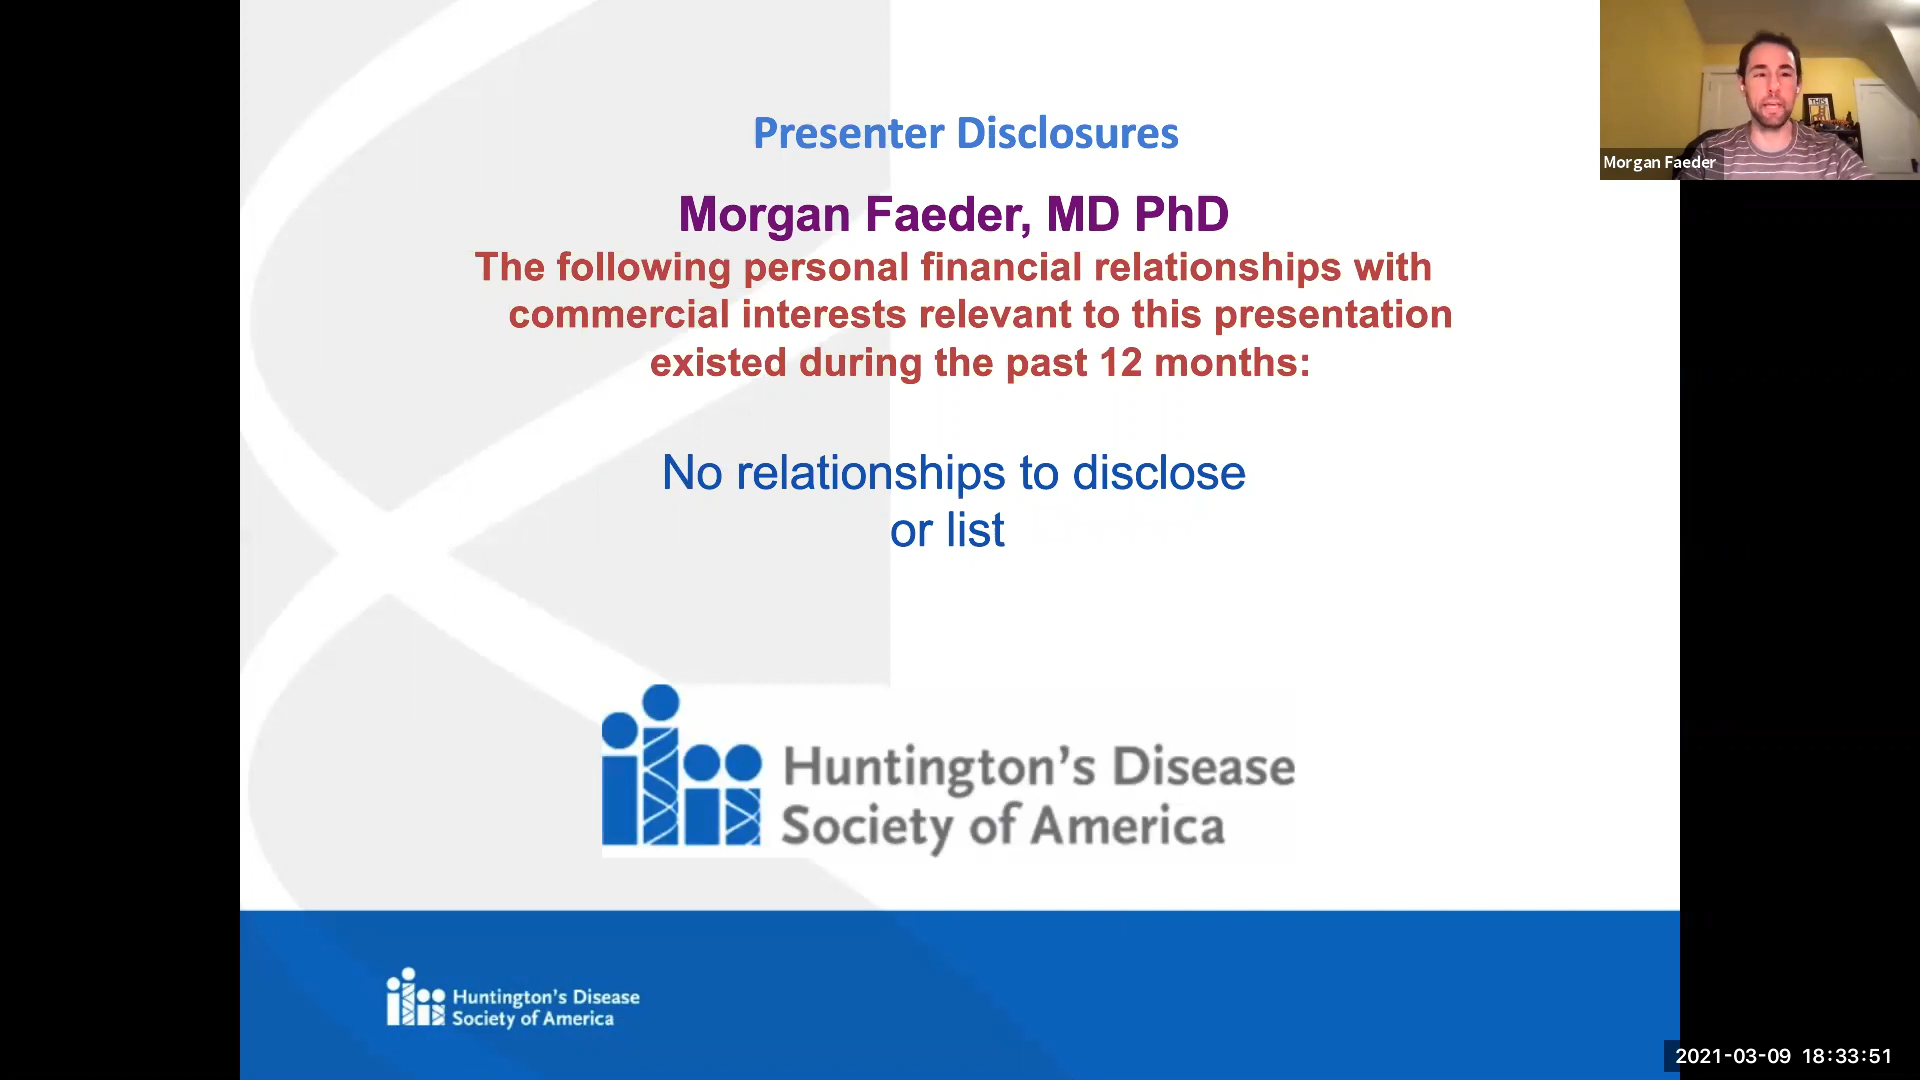 Presenter Disclosures
Morgan Faeder, MD PhD
The following personal financial relationships with
commercial interests relevant to this presentation
existed during the past 12 months:
No relationships to disclose
or list
Huntington's Disease
Society of America
Huntington's Disease
Society of America
THIS
Morgan Faeder
2021-03-09 18:33:51